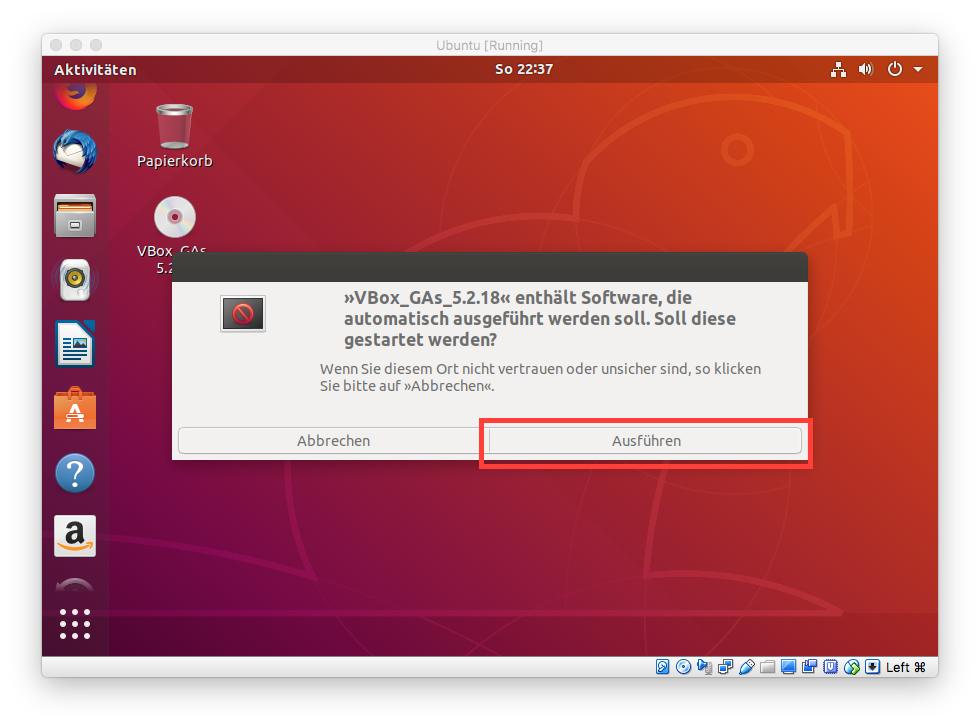 Ubuntu [Running]
Aktivitäten
So 22:37
Papierkorb
VBox_GAs_
5.2
»VBox_GAs_5.2.18« enthält Software, die
automatisch ausgeführt werden soll. Soll diese
gestartet werden?
Wenn Sie diesem Ort nicht vertrauen oder unsicher sind, so klicken
Sie bitte auf »Abbrechen«.
Abbrechen
Ausführen
Left ⌘